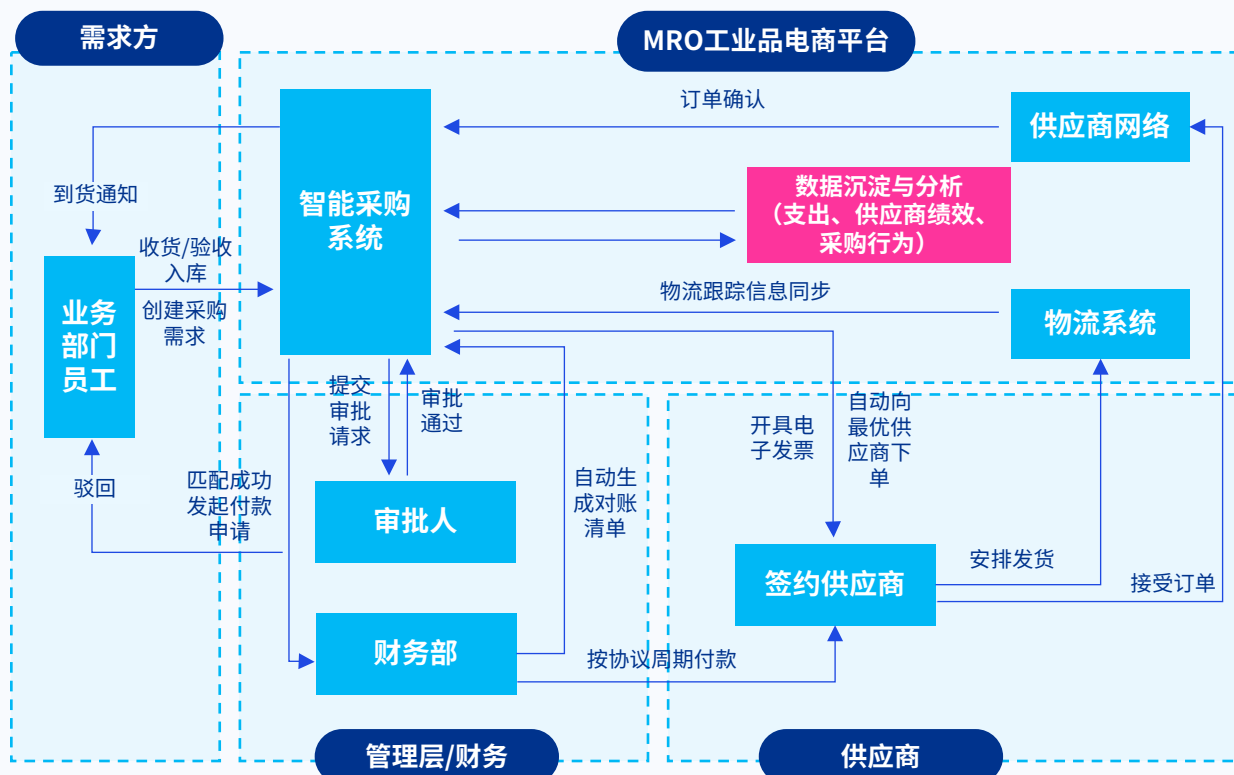 需求方
MRO工业品电商平台
订单确认
供应商网络
到货通知
智能采购
系统
数据沉淀与分析
（支出、供应商绩效、
采购行为）
收货/验收
入库
创建采购
需求
业务
部门
员工
物流跟踪信息同步
物流系统
提交
审批
请求
审批
通过
开具电
子发票
自动向
最优供
应商下
单
驳回
匹配成功
发起付款
申请
自动生
成对账
清单
审批人
签约供应商
安排发货
接受订单
财务部
按协议周期付款
管理层/财务
供应商